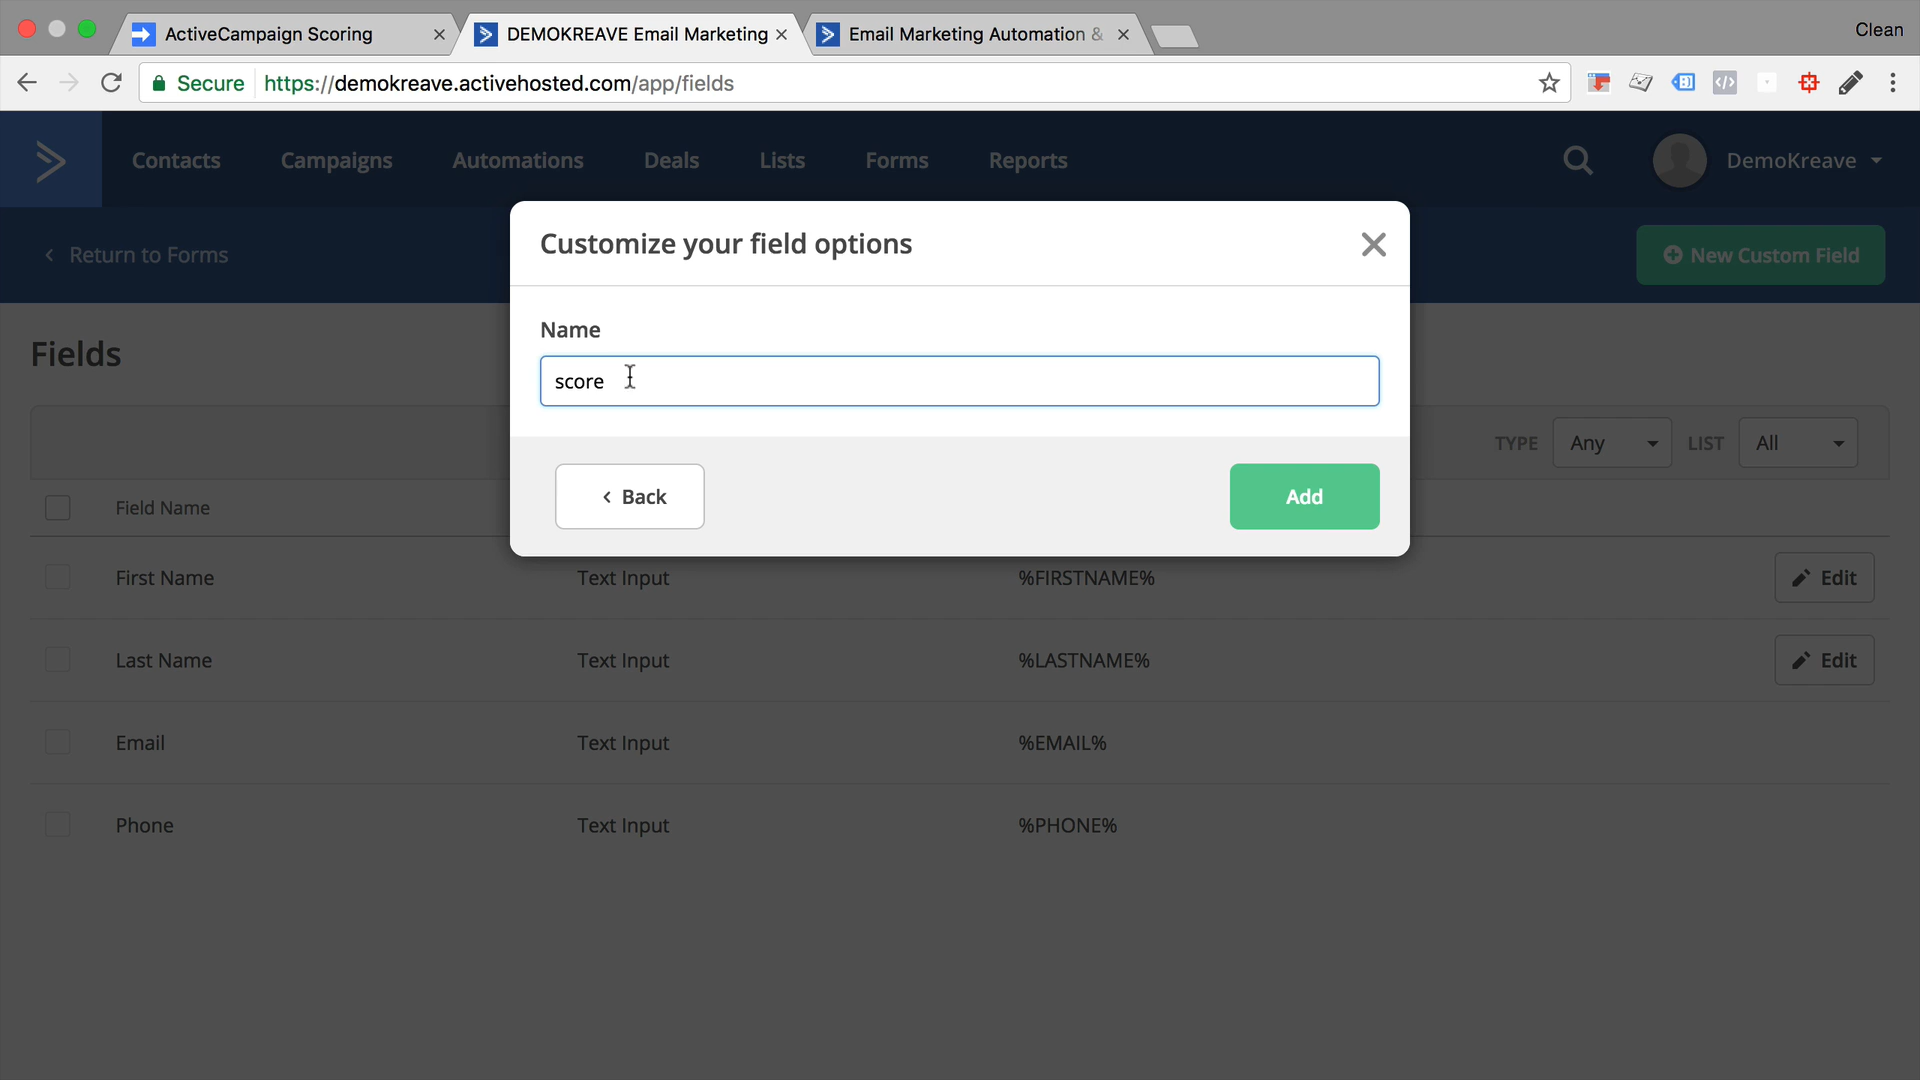 ActiveCampaign Scoring
DEMOKREAVE Email Marketing
Email Marketing Automation &
Clean
Secure
https://demokreave.activehosted.com/app/fields
Contacts
Campaigns
Automations
Deals
Lists
Forms
Reports
DemoKreave
Return to Forms
New Custom Field
Customize your field options
Name
score
Back
Add
Fields
TYPE
Any
LIST
All
Field Name
First Name Text Input %FIRSTNAME% Edit
Last Name Text Input %LASTNAME% Edit
Email Text Input %EMAIL%
Phone Text Input %PHONE%